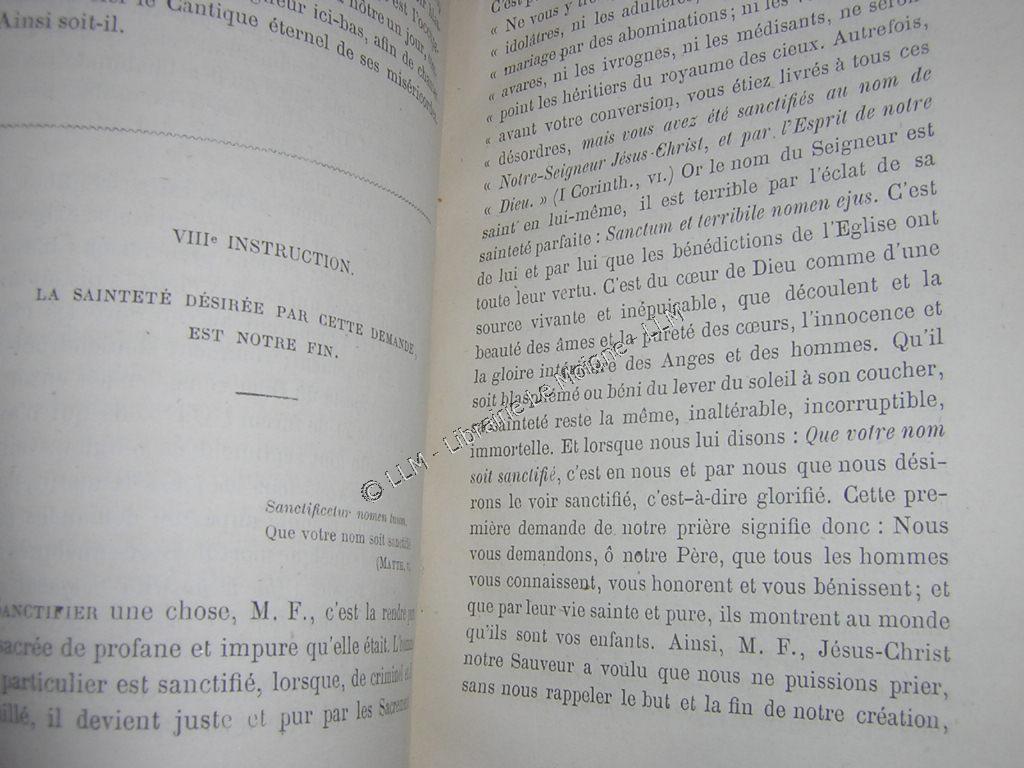 er le Cantique éternel de ses miséricordes.
Ainsi soit-il.
VIIIe INSTRUCTION.
LA SAINTETÉ DÉSIRÉE PAR CETTE DEMANDE,
EST NOTRE FIN.
Sanctificetur nomen tuum.
Que votre nom soit sanctifié
(MATTH.,
SANCTIFIER une chose, M. F., c'est la rendre
sacrée de profane et impure qu'elle était.
particulier est sanctifié, lorsque, de criminel et
illé, il devient juste et pur par les Sacrements
« Ne vous y
« idolâtres, ni les adultères,
« mariage par des abominations; ni les
« avares, ni les ivrognes, ni les médisants, ne seront
« point les héritiers du royaume des cieux. Autrefois,
« avant votre conversion, vous étiez livrés à tous ces
« désordres, mais vous avez été sanctifiés au nom de
« Notre-Seigneur Jésus-Christ, et par l'Esprit de notre
« Dieu. » (I Corinth., VI.) Or le nom du Seigneur est
saint en lui-même, il est terrible par l'éclat de sa
sainteté parfaite : Sanctum et terribile nomen ejus. C'est
de lui et par lui que les bénédictions de l'Eglise ont
toute leur vertu. C'est du cœur de Dieu comme d'une
source vivante et inépuisable, que découlent et la
beauté des âmes et la pureté des cœurs, l'innocence et
la gloire intérieure des Anges et des hommes. Qu'il
soit blasphémé ou béni du lever du soleil à son coucher,
sa sainteté reste la même, inaltérable, incorruptible,
immortelle. Et lorsque nous lui disons : Que votre nom
soit sanctifié, c'est en nous et par nous que nous dési-
rons le voir sanctifié, c'est-à-dire glorifié. Cette pre-
mière demande de notre prière signifie donc : Nous
vous demandons, ô notre Père, que tous les hommes
vous connaissent, vous honorent et vous bénissent; et
que par leur vie sainte et pure, ils montrent au monde
qu'ils sont vos enfants. Ainsi, M. F., Jésus-Christ
notre Sauveur a voulu que nous ne puissions prier,
sans nous rappeler le but et la fin de notre création,
© LLM - Librairie Le Moigne - LLM